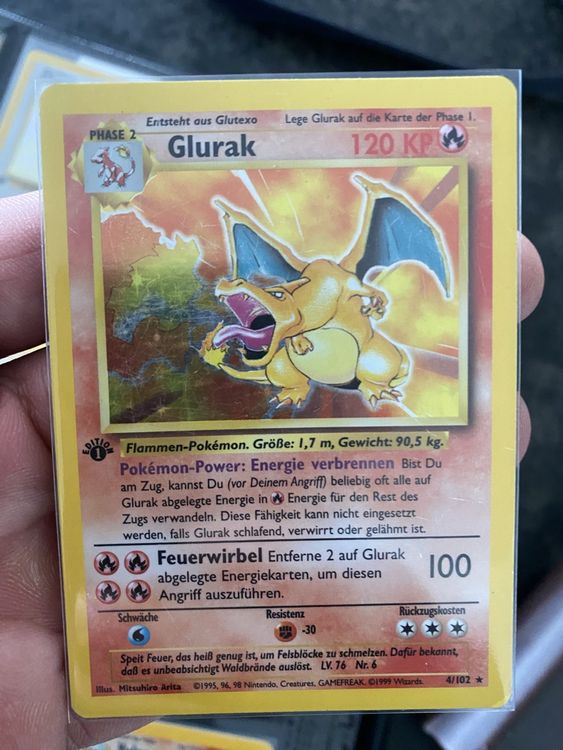 Entsteht aus Glutexo
Lege Glurak auf die Karte der Phase 1.
PHASE 2
Glurak
120 KP
EDITION
1
Flammen-Pokémon. Größe: 1,7 m, Gewicht: 90,5 kg.
Pokémon-Power: Energie verbrennen Bist Du
am Zug, kannst Du (vor Deinem Angriff) beliebig oft alle auf
Glurak abgelegte Energie in Energie für den Rest des
Zugs verwandeln. Diese Fähigkeit kann nicht eingesetzt
werden, falls Glurak schlafend, verwirrt oder gelähmt ist.
Feuerwirbel Entferne 2 auf Glurak
abgelegte Energiekarten, um diesen
Angriff auszuführen.
100
Schwäche
Resistenz
Rückzugskosten
-30
Speit Feuer, das heiß genug ist, um Felsblöcke zu schmelzen. Dafür bekannt,
daß es unbeabsichtigt Waldbrände auslöst. LV. 76 Nr. 6
Illus. Mitsuhiro Arita
©1995, 96, 98 Nintendo, Creatures, GAMEFREAK. ©1999 Wizards.
4/102 ★